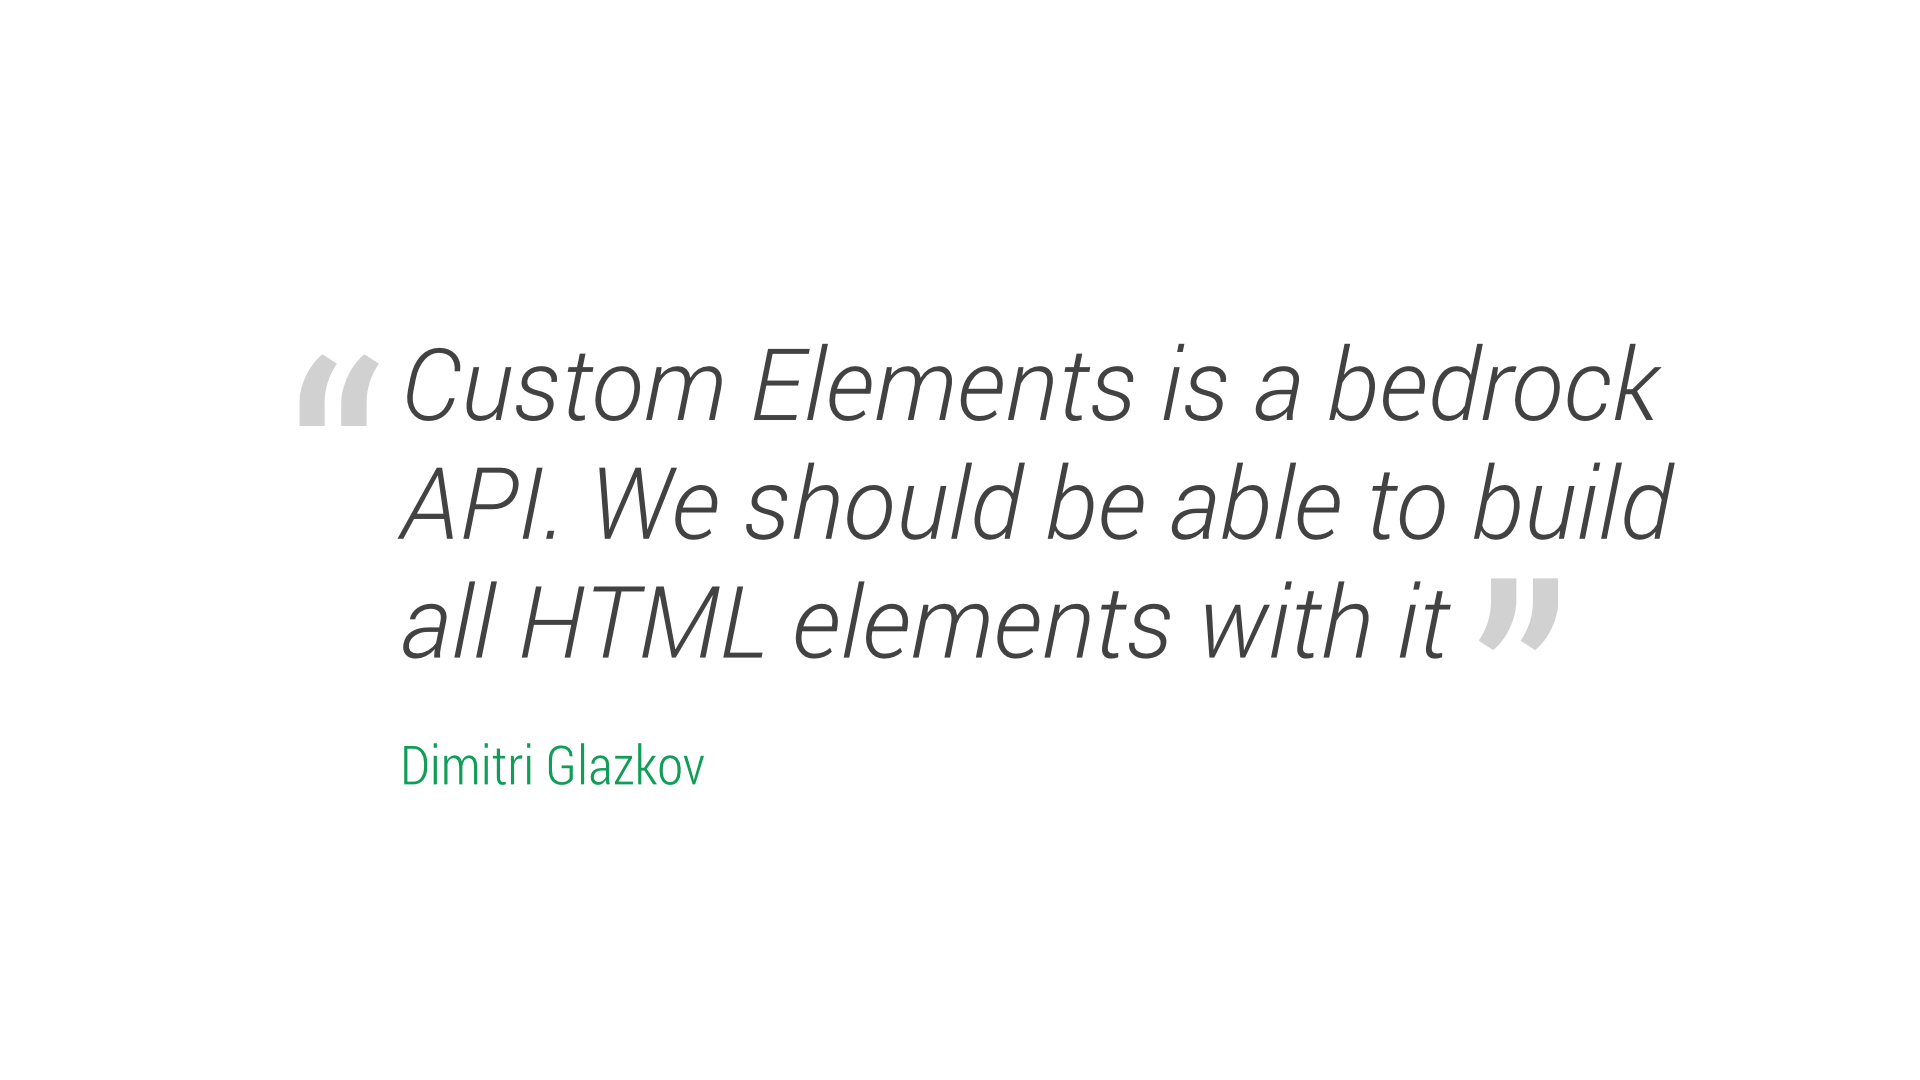 “Custom Elements is a bedrock
API. We should be able to build
all HTML elements with it”
Dimitri Glazkov